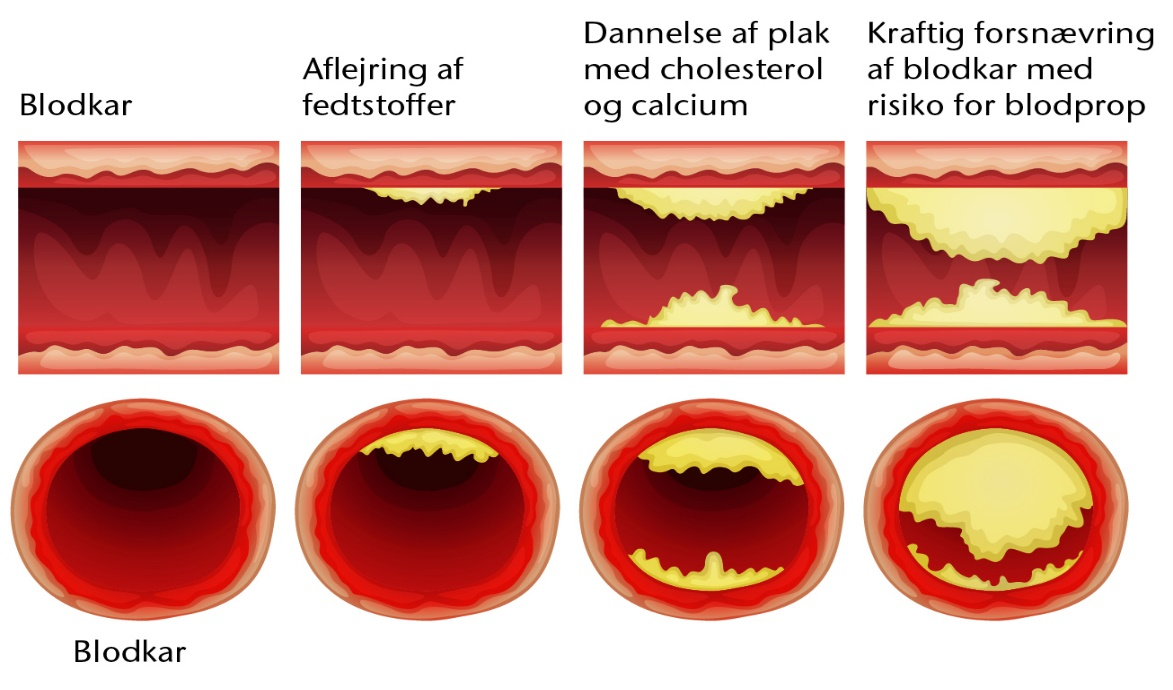 Blodkar
Aflejring af
fedtstoffer
Dannelse af plak
med cholesterol
og calcium
Kraftig forsnævring
af blodkar med
risiko for blodprop
Blodkar